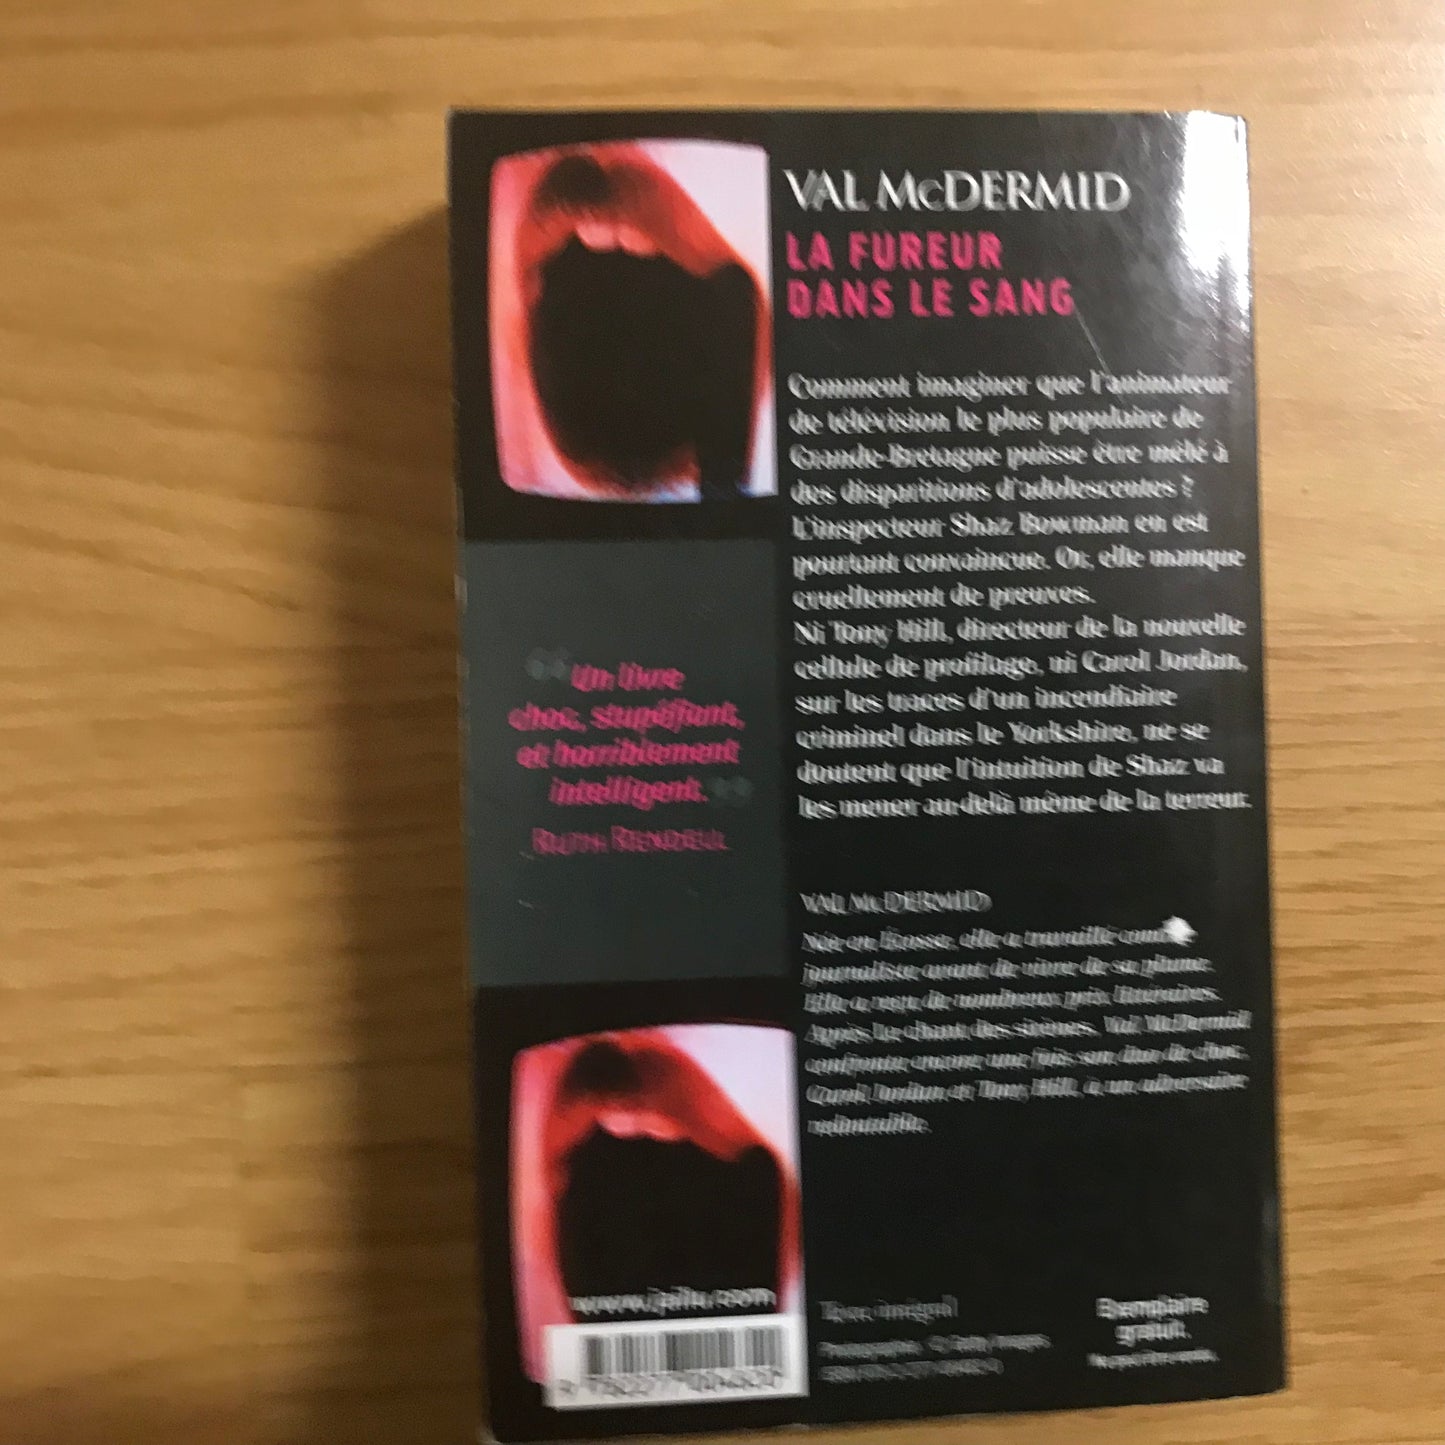 VAL McDERMID
LA FUREUR
DANS LE SANG
Comment imaginer que l'animateur
de télévision le plus populaire de
Grande-Bretagne puisse être mêlé à
des disparitions d'adolescentes ?
L'inspecteur Shaz Bowman en est
pourtant convaincue. Or, elle manque
cruellement de preuves.
Ni Tony Hill, directeur de la nouvelle
cellule de profilage, ni Carol Jordan,
sur les traces d'un incendiaire
criminel dans le Yorkshire, ne se
doutent que l'intuition de Shaz va
les mener au-delà même de la terreur.
“ Un livre
choc, stupéfiant,
et horriblement
intelligent. ”
RUTH RENDELL
VAL McDERMID
Née en Écosse, elle a travaillé
journaliste avant de vivre de sa plume.
Elle a reçu de nombreux prix littéraires.
Après Le chant des sirènes, Val McDermid
confronte encore une fois son duo de choc,
Carol Jordan et Tony Hill, à un adversaire
redoutable.
www.jailu.com
Texte intégral
Exemplaire
gratuit.